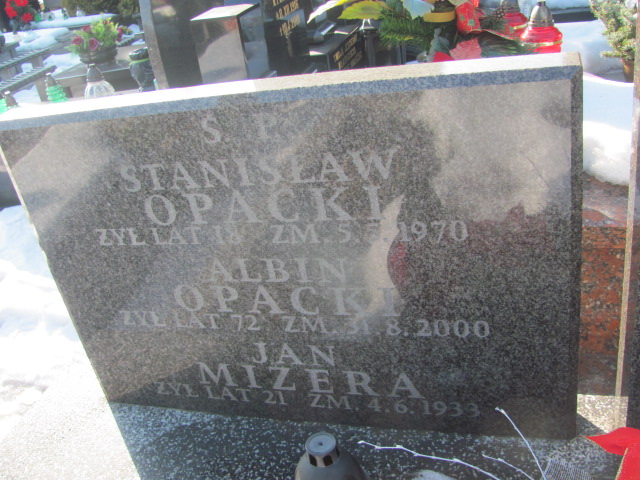 Ś. P.
STANISŁAW
OPACKI
ŻYŁ LAT 18 ZM. 5. 1970
ALBIN
OPACKI
ŻYŁ LAT 72 ZM. 31.8.2000
JAN
MIZERA
ŻYŁ LAT 21 ZM. 4.6.1933